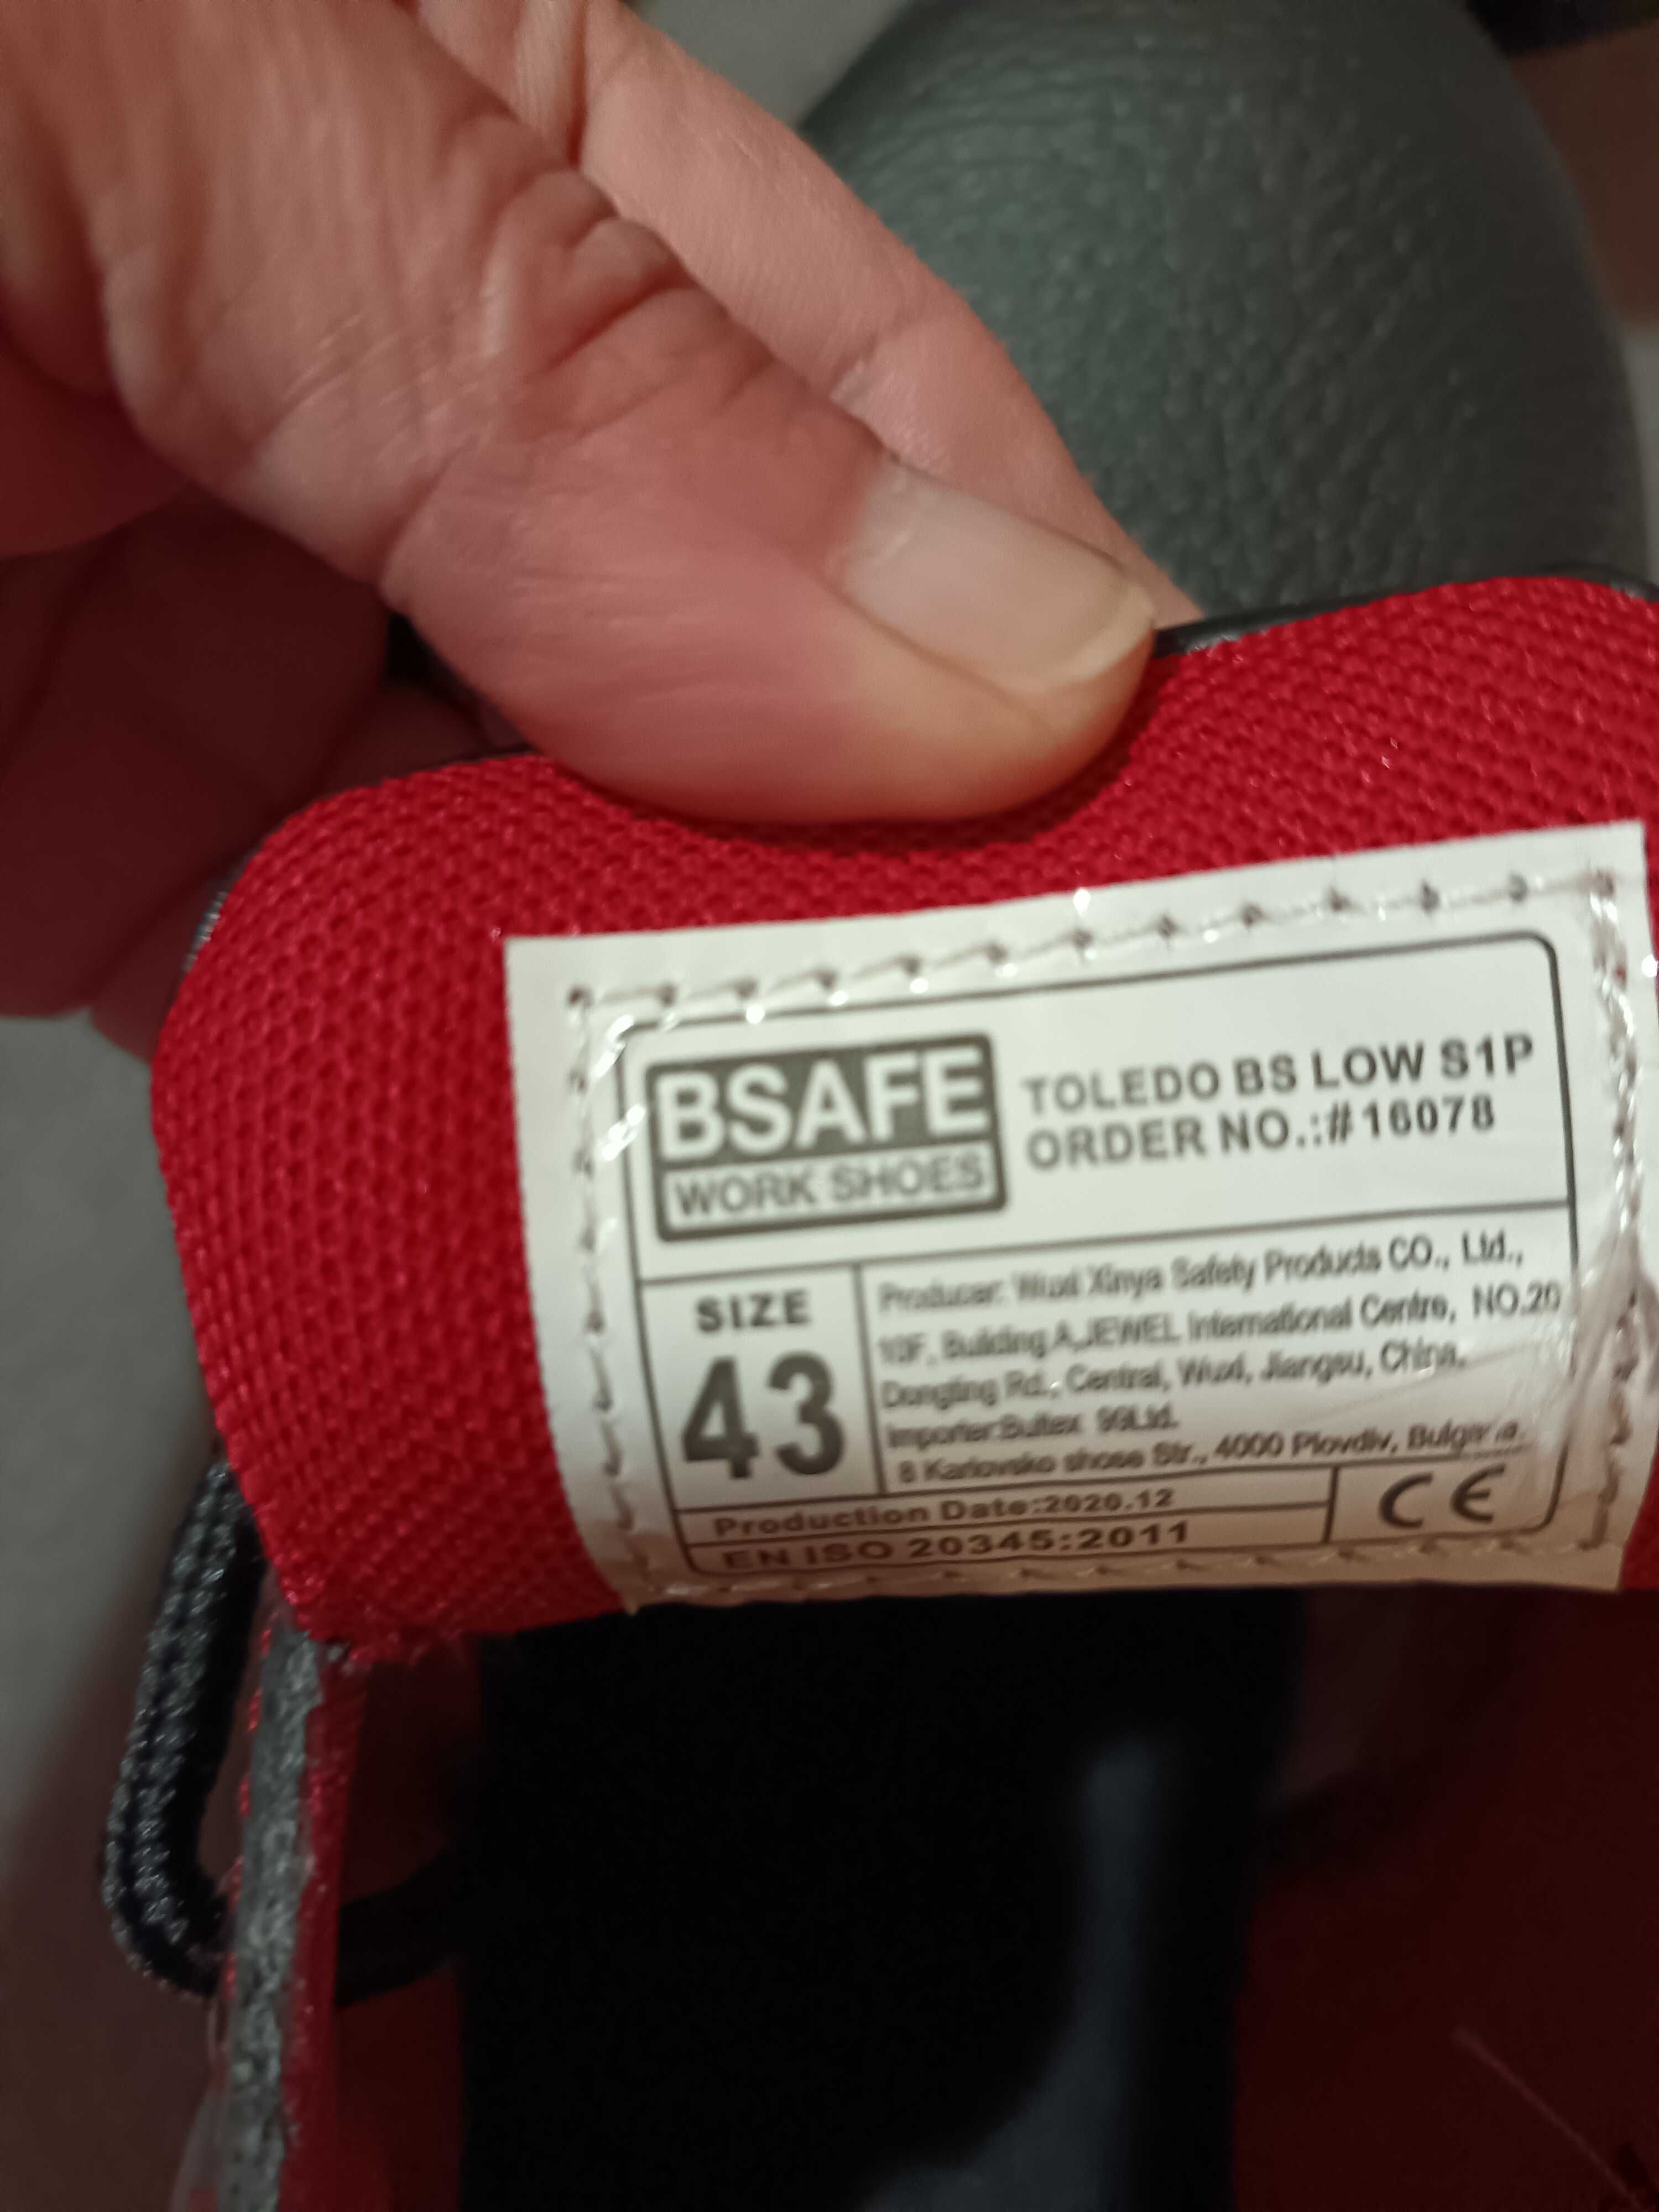 BSAFE
WORK SHOES
TOLEDO BS LOW S1P
ORDER NO.:#16078
SIZE
43
Producer: Wuxi Xinya Safety Products CO., Ltd.,
10F, Building A,JEWEL International Centre, NO.20
Dongting Rd., Central, Wuxi, Jiangsu, China.
Importer:Bultex 99Ltd.
8 Karlovsko shose Str., 4000 Plovdiv, Bulgaria.
Production Date:2020.12
EN ISO 20345:2011
CE